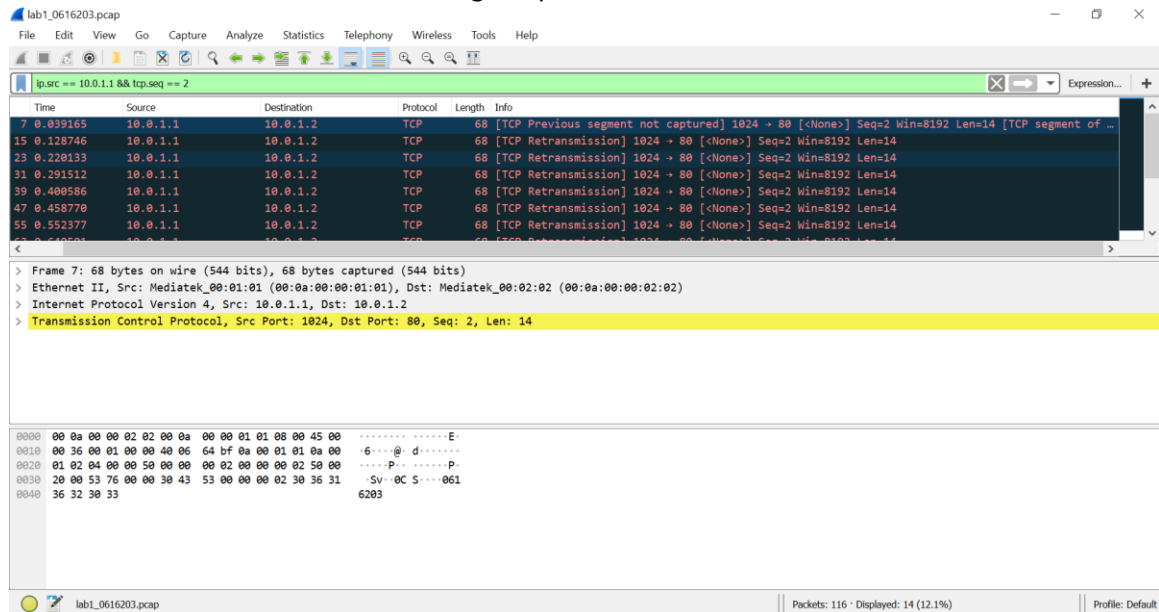 lab1_0616203.pcap
File Edit View Go Capture Analyze Statistics Telephony Wireless Tools Help
ip.src == 10.0.1.1 && tcp.seq == 2 Expression... +
Time Source Destination Protocol Length Info
7 0.039165 10.0.1.1 10.0.1.2 TCP 68 [TCP Previous segment not captured] 1024 → 80 [<None>] Seq=2 Win=8192 Len=14 [TCP segment of …
15 0.128746 10.0.1.1 10.0.1.2 TCP 68 [TCP Retransmission] 1024 → 80 [<None>] Seq=2 Win=8192 Len=14
23 0.220133 10.0.1.1 10.0.1.2 TCP 68 [TCP Retransmission] 1024 → 80 [<None>] Seq=2 Win=8192 Len=14
31 0.291512 10.0.1.1 10.0.1.2 TCP 68 [TCP Retransmission] 1024 → 80 [<None>] Seq=2 Win=8192 Len=14
39 0.400586 10.0.1.1 10.0.1.2 TCP 68 [TCP Retransmission] 1024 → 80 [<None>] Seq=2 Win=8192 Len=14
47 0.458770 10.0.1.1 10.0.1.2 TCP 68 [TCP Retransmission] 1024 → 80 [<None>] Seq=2 Win=8192 Len=14
55 0.552377 10.0.1.1 10.0.1.2 TCP 68 [TCP Retransmission] 1024 → 80 [<None>] Seq=2 Win=8192 Len=14
> Frame 7: 68 bytes on wire (544 bits), 68 bytes captured (544 bits)
> Ethernet II, Src: Mediatek_00:01:01 (00:0a:00:00:01:01), Dst: Mediatek_00:02:02 (00:0a:00:00:02:02)
> Internet Protocol Version 4, Src: 10.0.1.1, Dst: 10.0.1.2
> Transmission Control Protocol, Src Port: 1024, Dst Port: 80, Seq: 2, Len: 14
0000 00 0a 00 00 02 02 00 0a 00 00 01 01 08 00 45 00 ········ ······E·
0010 00 36 00 01 00 00 40 06 64 bf 0a 00 01 01 0a 00 ·6····@· d·······
0020 01 02 04 00 00 50 00 00 00 02 00 00 00 02 50 00 ·····P·· ······P·
0030 20 00 53 76 00 00 30 43 53 00 00 00 02 30 36 31 ·Sv··0C S····061
0040 36 32 30 33 6203
lab1_0616203.pcap Packets: 116 · Displayed: 14 (12.1%) Profile: Default